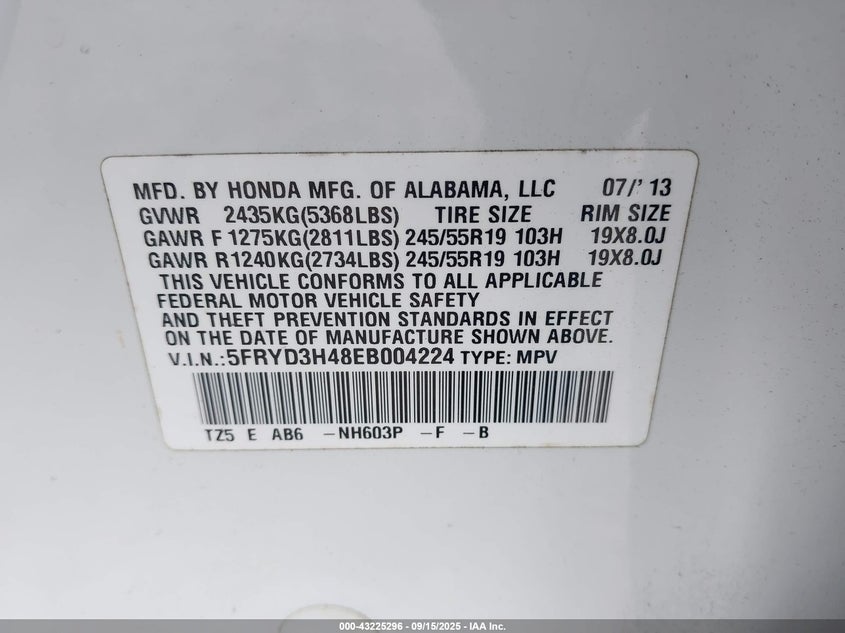 MFD. BY HONDA MFG. OF ALABAMA, LLC 07/' 13
GVWR 2435KG(5368LBS) TIRE SIZE RIM SIZE
GAWR F 1275KG(2811LBS) 245/55R19 103H 19X8.0J
GAWR R1240KG(2734LBS) 245/55R19 103H 19X8.0J
THIS VEHICLE CONFORMS TO ALL APPLICABLE
FEDERAL MOTOR VEHICLE SAFETY
AND THEFT PREVENTION STANDARDS IN EFFECT
ON THE DATE OF MANUFACTURE SHOWN ABOVE.
V.I.N.:5FRYD3H48EB004224 TYPE: MPV
TZ5 E AB6 -NH603P -F -B
000-43225296 - 09/15/2025 - IAA Inc.